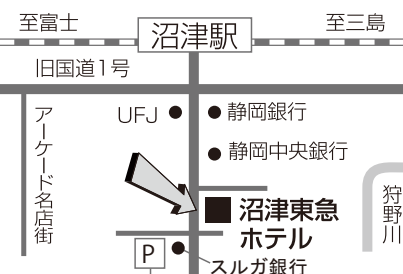 至富士
沼津駅
至三島
旧国道1号
UFJ
静岡銀行
静岡中央銀行
アーケード名店街
沼津東急
ホテル
狩野川
P
スルガ銀行